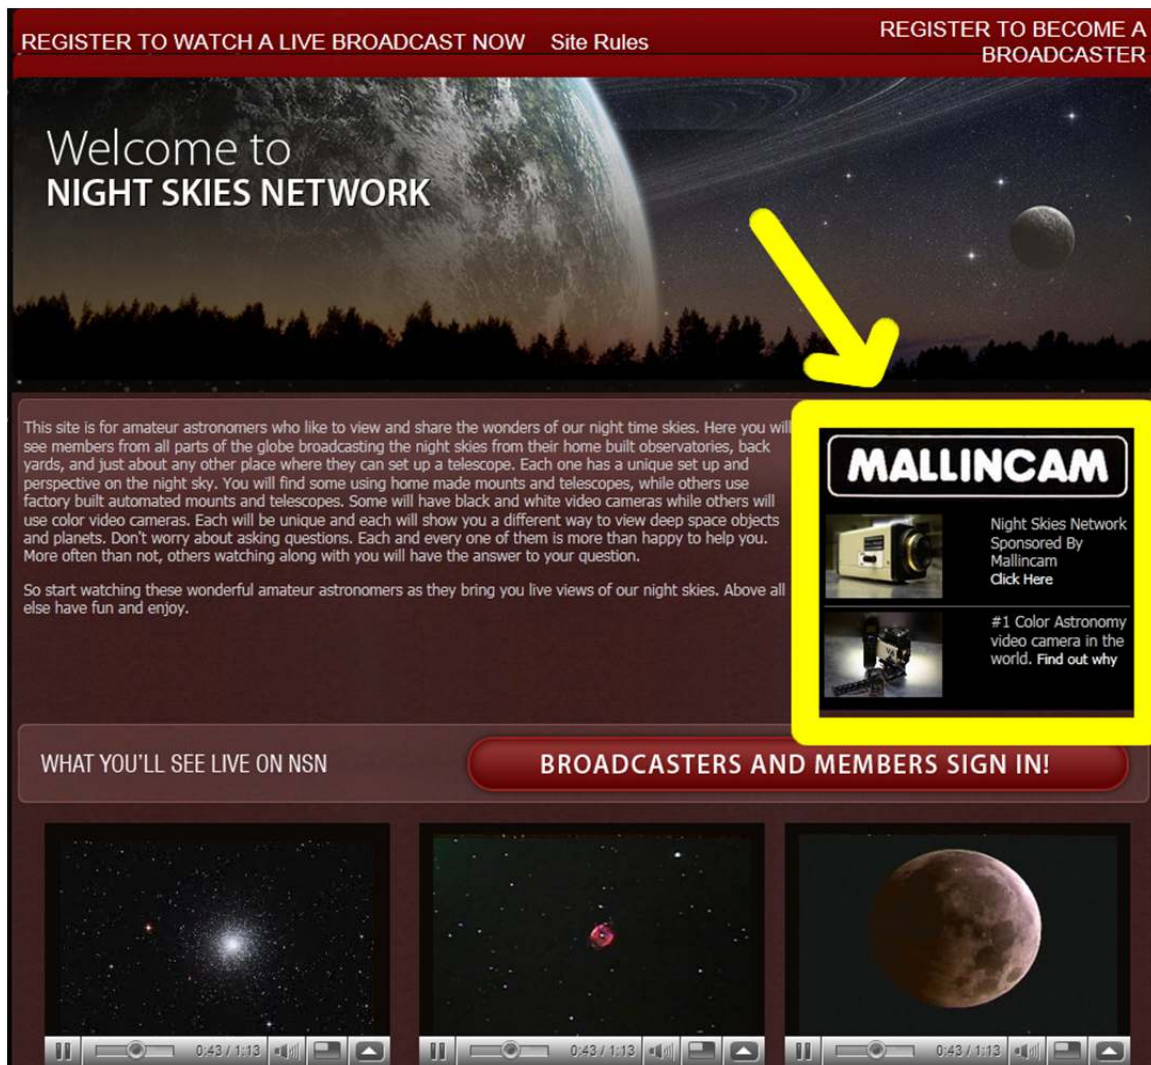 REGISTER TO WATCH A LIVE BROADCAST NOW Site Rules
REGISTER TO BECOME A
BROADCASTER
Welcome to
NIGHT SKIES NETWORK
This site is for amateur astronomers who like to view and share the wonders of our night time skies. Here you will
see members from all parts of the globe broadcasting the night skies from their home built observatories, back
yards, and just about any other place where they can set up a telescope. Each one has a unique set up and
perspective on the night sky. You will find some using home made mounts and telescopes, while others use
factory built automated mounts and telescopes. Some will have black and white video cameras while others will
use color video cameras. Each will be unique and each will show you a different way to view deep space objects
and planets. Don't worry about asking questions. Each and every one of them is more than happy to help you.
More often than not, others watching along with you will have the answer to your question.
So start watching these wonderful amateur astronomers as they bring you live views of our night skies. Above all
else have fun and enjoy.
MALLINCAM
Night Skies Network
Sponsored By
Mallincam
Click Here
#1 Color Astronomy
video camera in the
world. Find out why
WHAT YOU'LL SEE LIVE ON NSN
BROADCASTERS AND MEMBERS SIGN IN!
0:43 / 1:13
0:43 / 1:13
0:43 / 1:13